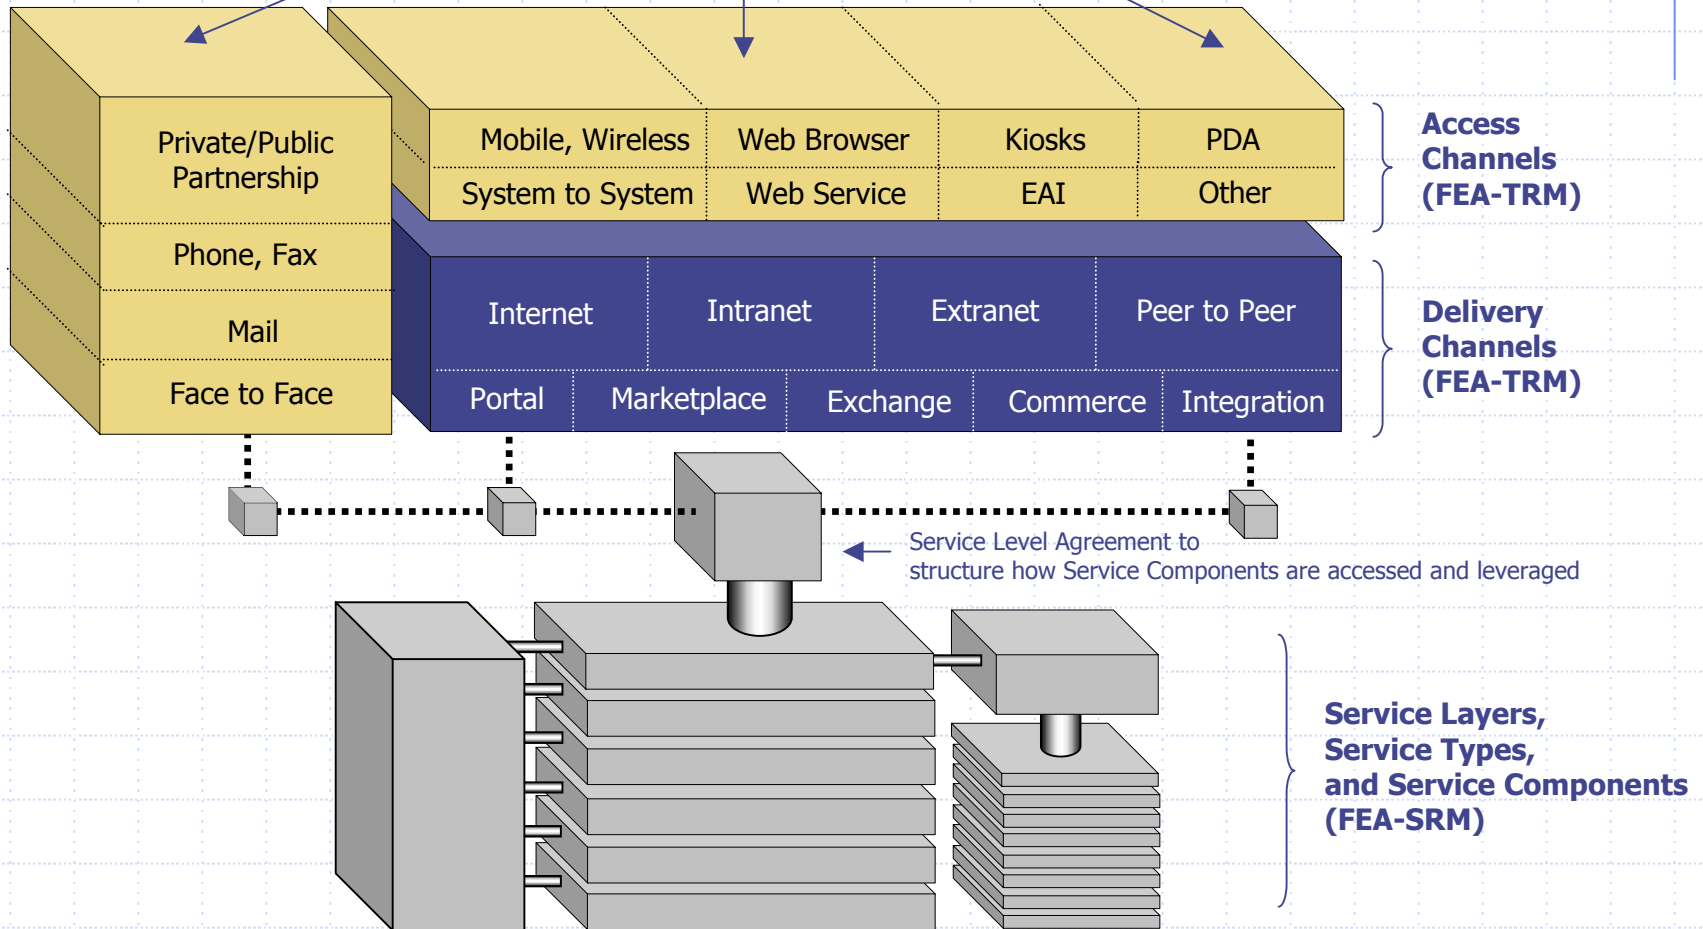 Private/Public
Partnership
Phone, Fax
Mail
Face to Face
Mobile, Wireless
Web Browser
Kiosks
PDA
System to System
Web Service
EAI
Other
Access
Channels
(FEA-TRM)
Internet
Intranet
Extranet
Peer to Peer
Portal
Marketplace
Exchange
Commerce
Integration
Delivery
Channels
(FEA-TRM)
Service Level Agreement to
structure how Service Components are accessed and leveraged
Service Layers,
Service Types,
and Service Components
(FEA-SRM)